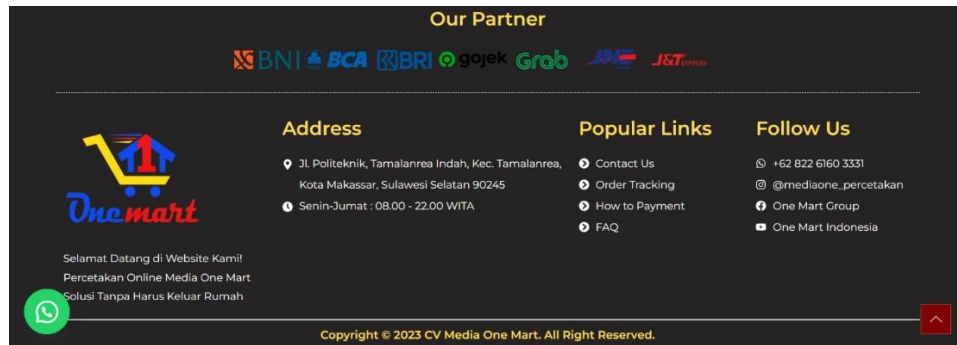 Our Partner
BNI BCA BRI gojek Grab JNE J&T EXPRESS
1
Onemart
Selamat Datang di Website Kami!
Percetakan Online Media One Mart
Solusi Tanpa Harus Keluar Rumah
Address
Jl. Politeknik, Tamalanrea Indah, Kec. Tamalanrea,
Kota Makassar, Sulawesi Selatan 90245
Senin-Jumat : 08.00 - 22.00 WITA
Popular Links
Contact Us
Order Tracking
How to Payment
FAQ
Follow Us
+62 822 6160 3331
@mediaone_percetakan
One Mart Group
One Mart Indonesia
Copyright © 2023 CV Media One Mart. All Right Reserved.